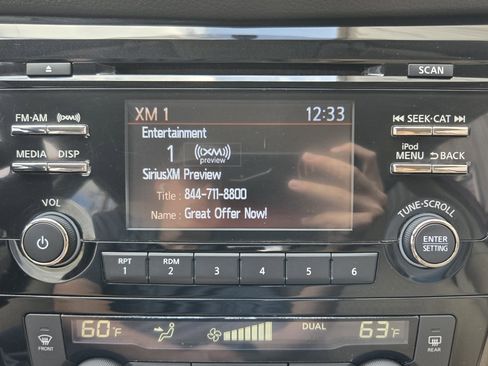 SCAN
FM·AM (((XM)))
MEDIA DISP
XM 1 12:33
Entertainment
1 (((XM))) preview
SiriusXM Preview
Title : 844-711-8800
Name : Great Offer Now!
SEEK·CAT
iPod
MENU BACK
VOL
TUNE·SCROLL
ENTER
SETTING
RPT
1
RDM
2
3
4
5
6
FRONT
60°F
DUAL
63°F
REAR